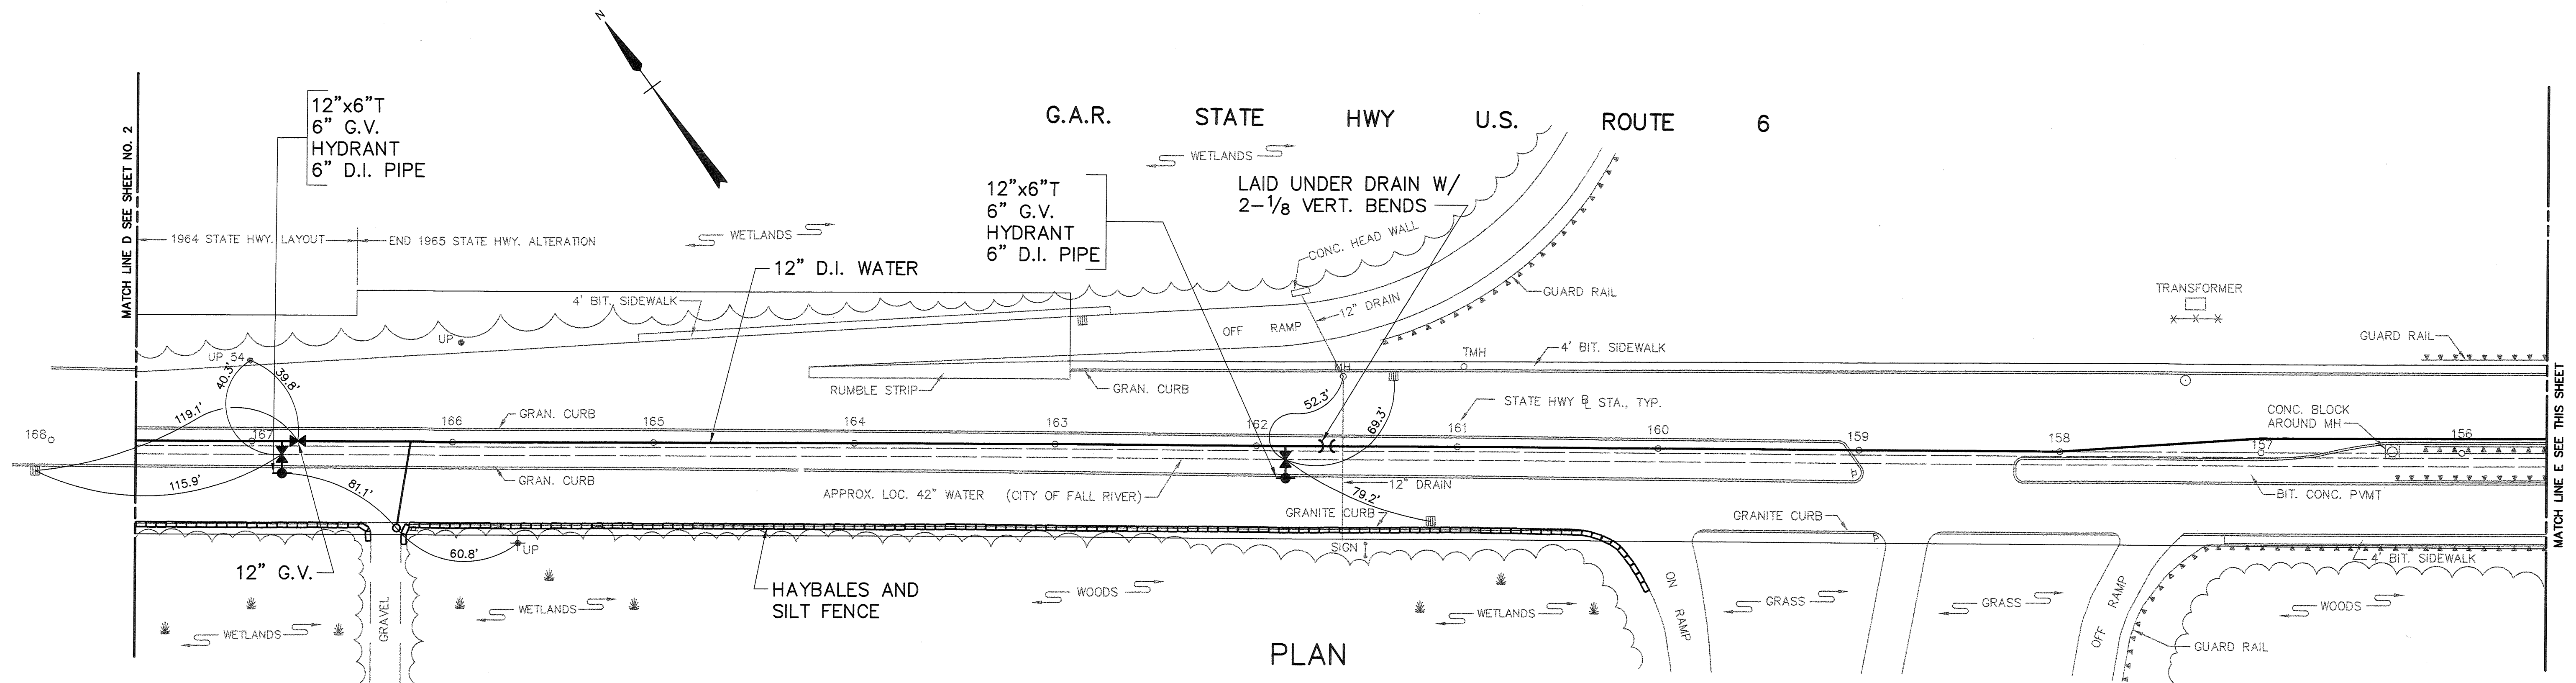 N
G.A.R. STATE HWY U.S. ROUTE 6
MATCH LINE D SEE SHEET NO. 2
12"x6"T
6" G.V.
HYDRANT
6" D.I. PIPE
WETLANDS
12"x6"T
6" G.V.
HYDRANT
6" D.I. PIPE
LAID UNDER DRAIN W/
2-1/8 VERT. BENDS
1964 STATE HWY. LAYOUT
END 1965 STATE HWY. ALTERATION
WETLANDS
CONC. HEAD WALL
12" D.I. WATER
4' BIT. SIDEWALK
12" DRAIN
GUARD RAIL
TRANSFORMER
OFF RAMP
UP
UP 54
GUARD RAIL
TMH
4' BIT. SIDEWALK
MH
40.3'
39.8'
RUMBLE STRIP
GRAN. CURB
52.3'
69.3'
STATE HWY BL STA., TYP.
CONC. BLOCK
AROUND MH
119.1'
GRAN. CURB
168
167
166
165
164
163
162
161
160
159
158
157
156
115.9'
81.1'
GRAN. CURB
APPROX. LOC. 42" WATER (CITY OF FALL RIVER)
12" DRAIN
79.2'
BIT. CONC. PVMT
GRANITE CURB
GRANITE CURB
MATCH LINE E SEE THIS SHEET
60.8'
UP
SIGN
4' BIT. SIDEWALK
12" G.V.
HAYBALES AND
SILT FENCE
WOODS
ON RAMP
GRASS
GRASS
OFF RAMP
WOODS
GRAVEL
WETLANDS
WETLANDS
WETLANDS
GUARD RAIL
PLAN